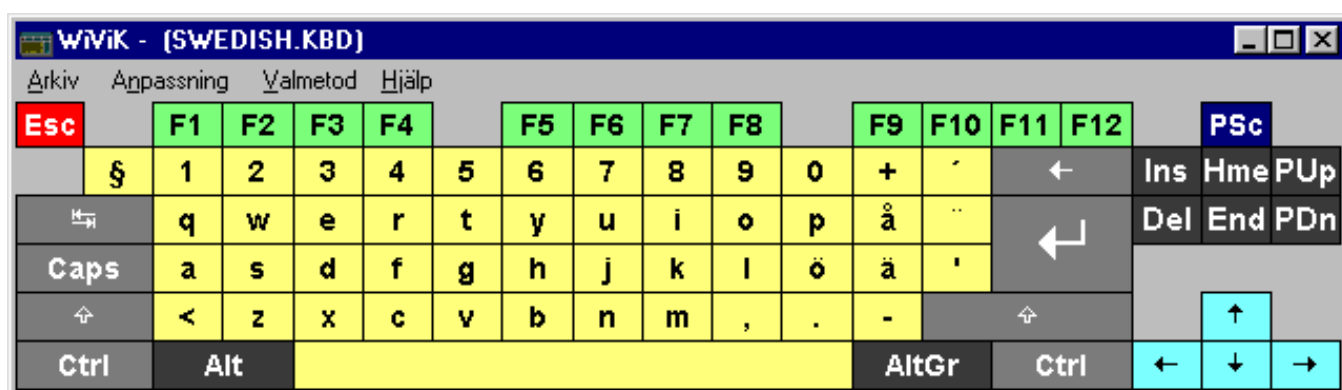 WiViK - (SWEDISH.KBD)
Arkiv Anpassning Valmetod Hjälp
Esc F1 F2 F3 F4 F5 F6 F7 F8 F9 F10 F11 F12 PSc
§ 1 2 3 4 5 6 7 8 9 0 + ´ ← Ins Hme PUp
↹ q w e r t y u i o p å ¨ ↵ Del End PDn
Caps a s d f g h j k l ö ä '
⇧ < z x c v b n m , . - ⇧ ↑
Ctrl Alt AltGr Ctrl ← ↓ →